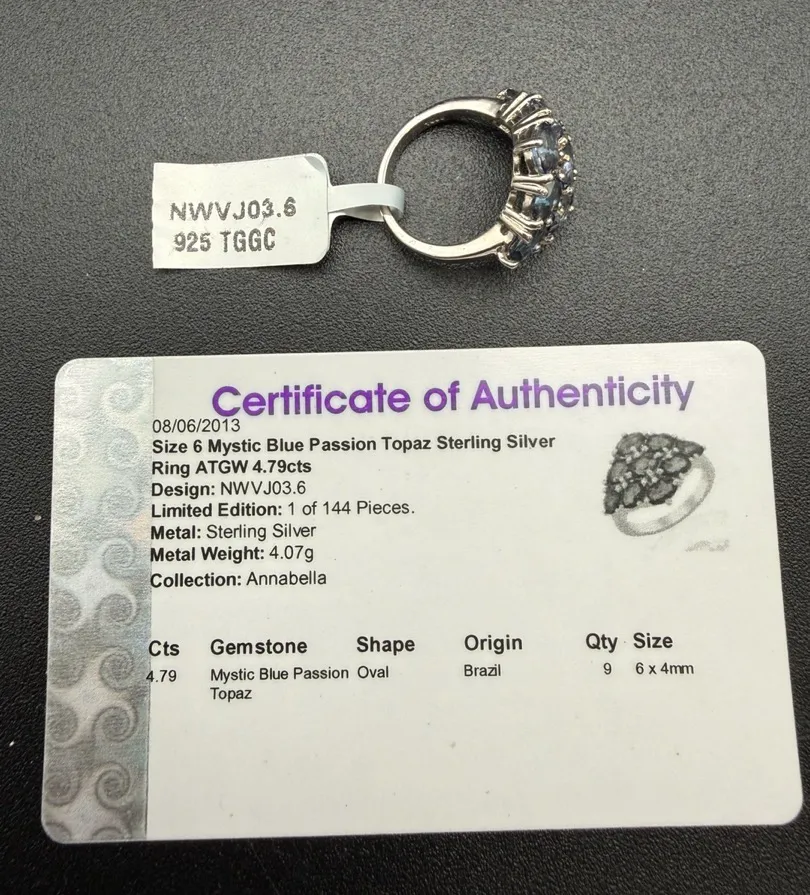 NWVJ03.6
925 TGGC
Certificate of Authenticity
08/06/2013
Size 6 Mystic Blue Passion Topaz Sterling Silver
Ring ATGW 4.79cts
Design: NWVJ03.6
Limited Edition: 1 of 144 Pieces.
Metal: Sterling Silver
Metal Weight: 4.07g
Collection: Annabella
Cts Gemstone Shape Origin Qty Size
4.79 Mystic Blue Passion Oval Brazil 9 6 x 4mm
Topaz